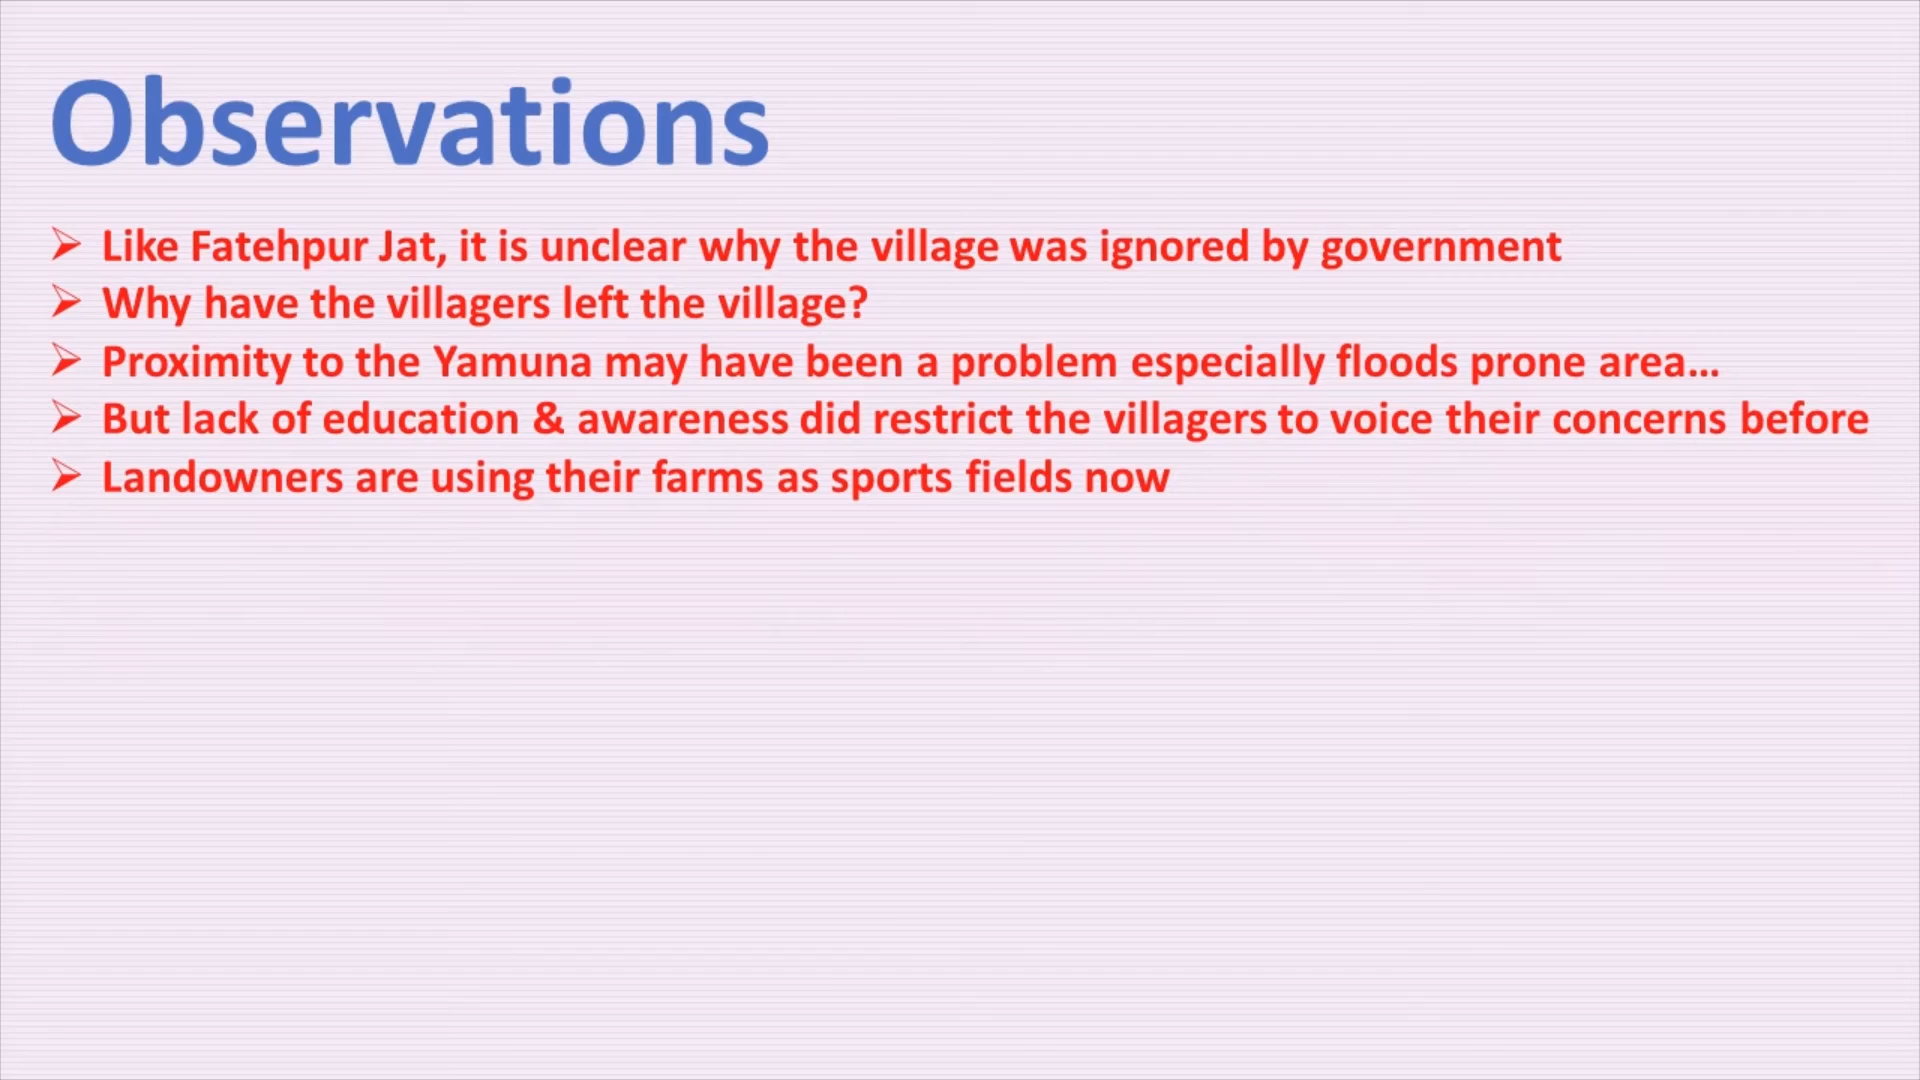 Observations
➢ Like Fatehpur Jat, it is unclear why the village was ignored by government
➢ Why have the villagers left the village?
➢ Proximity to the Yamuna may have been a problem especially floods prone area...
➢ But lack of education & awareness did restrict the villagers to voice their concerns before
➢ Landowners are using their farms as sports fields now